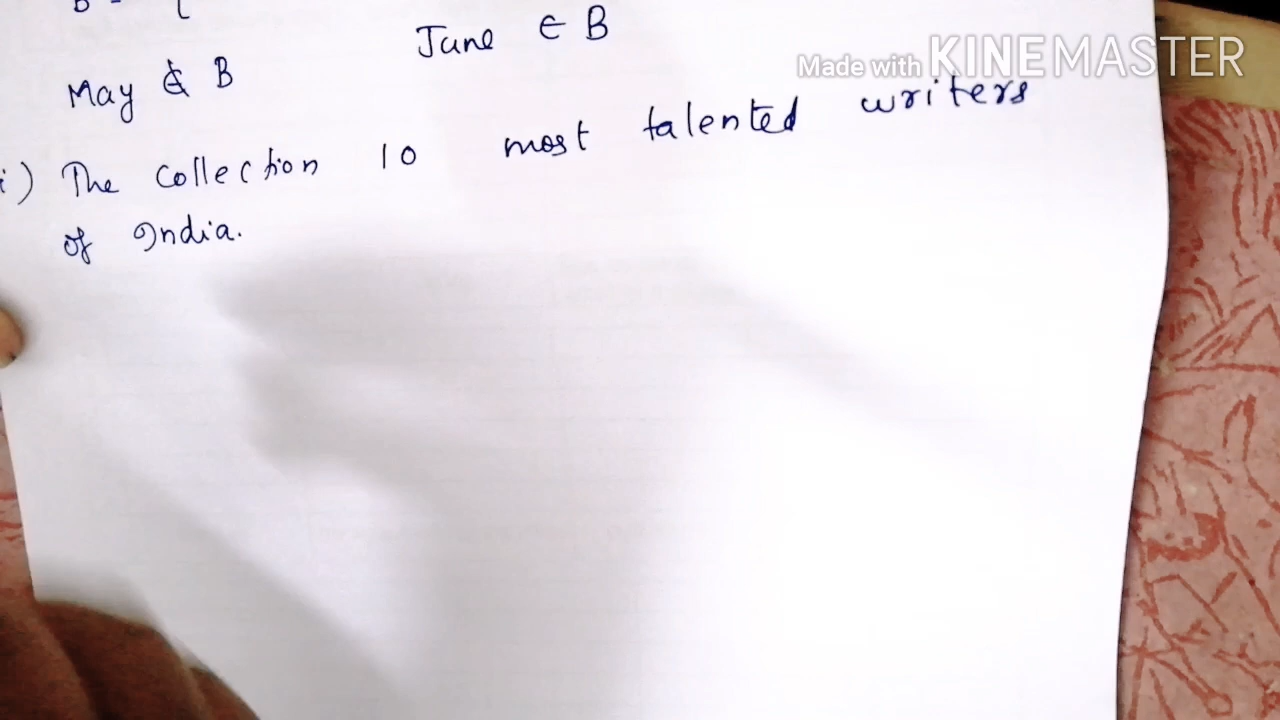 B = {
May ∉ B June ∈ B
i) The collection 10 most talented writers
of India.
Made with KINEMASTER